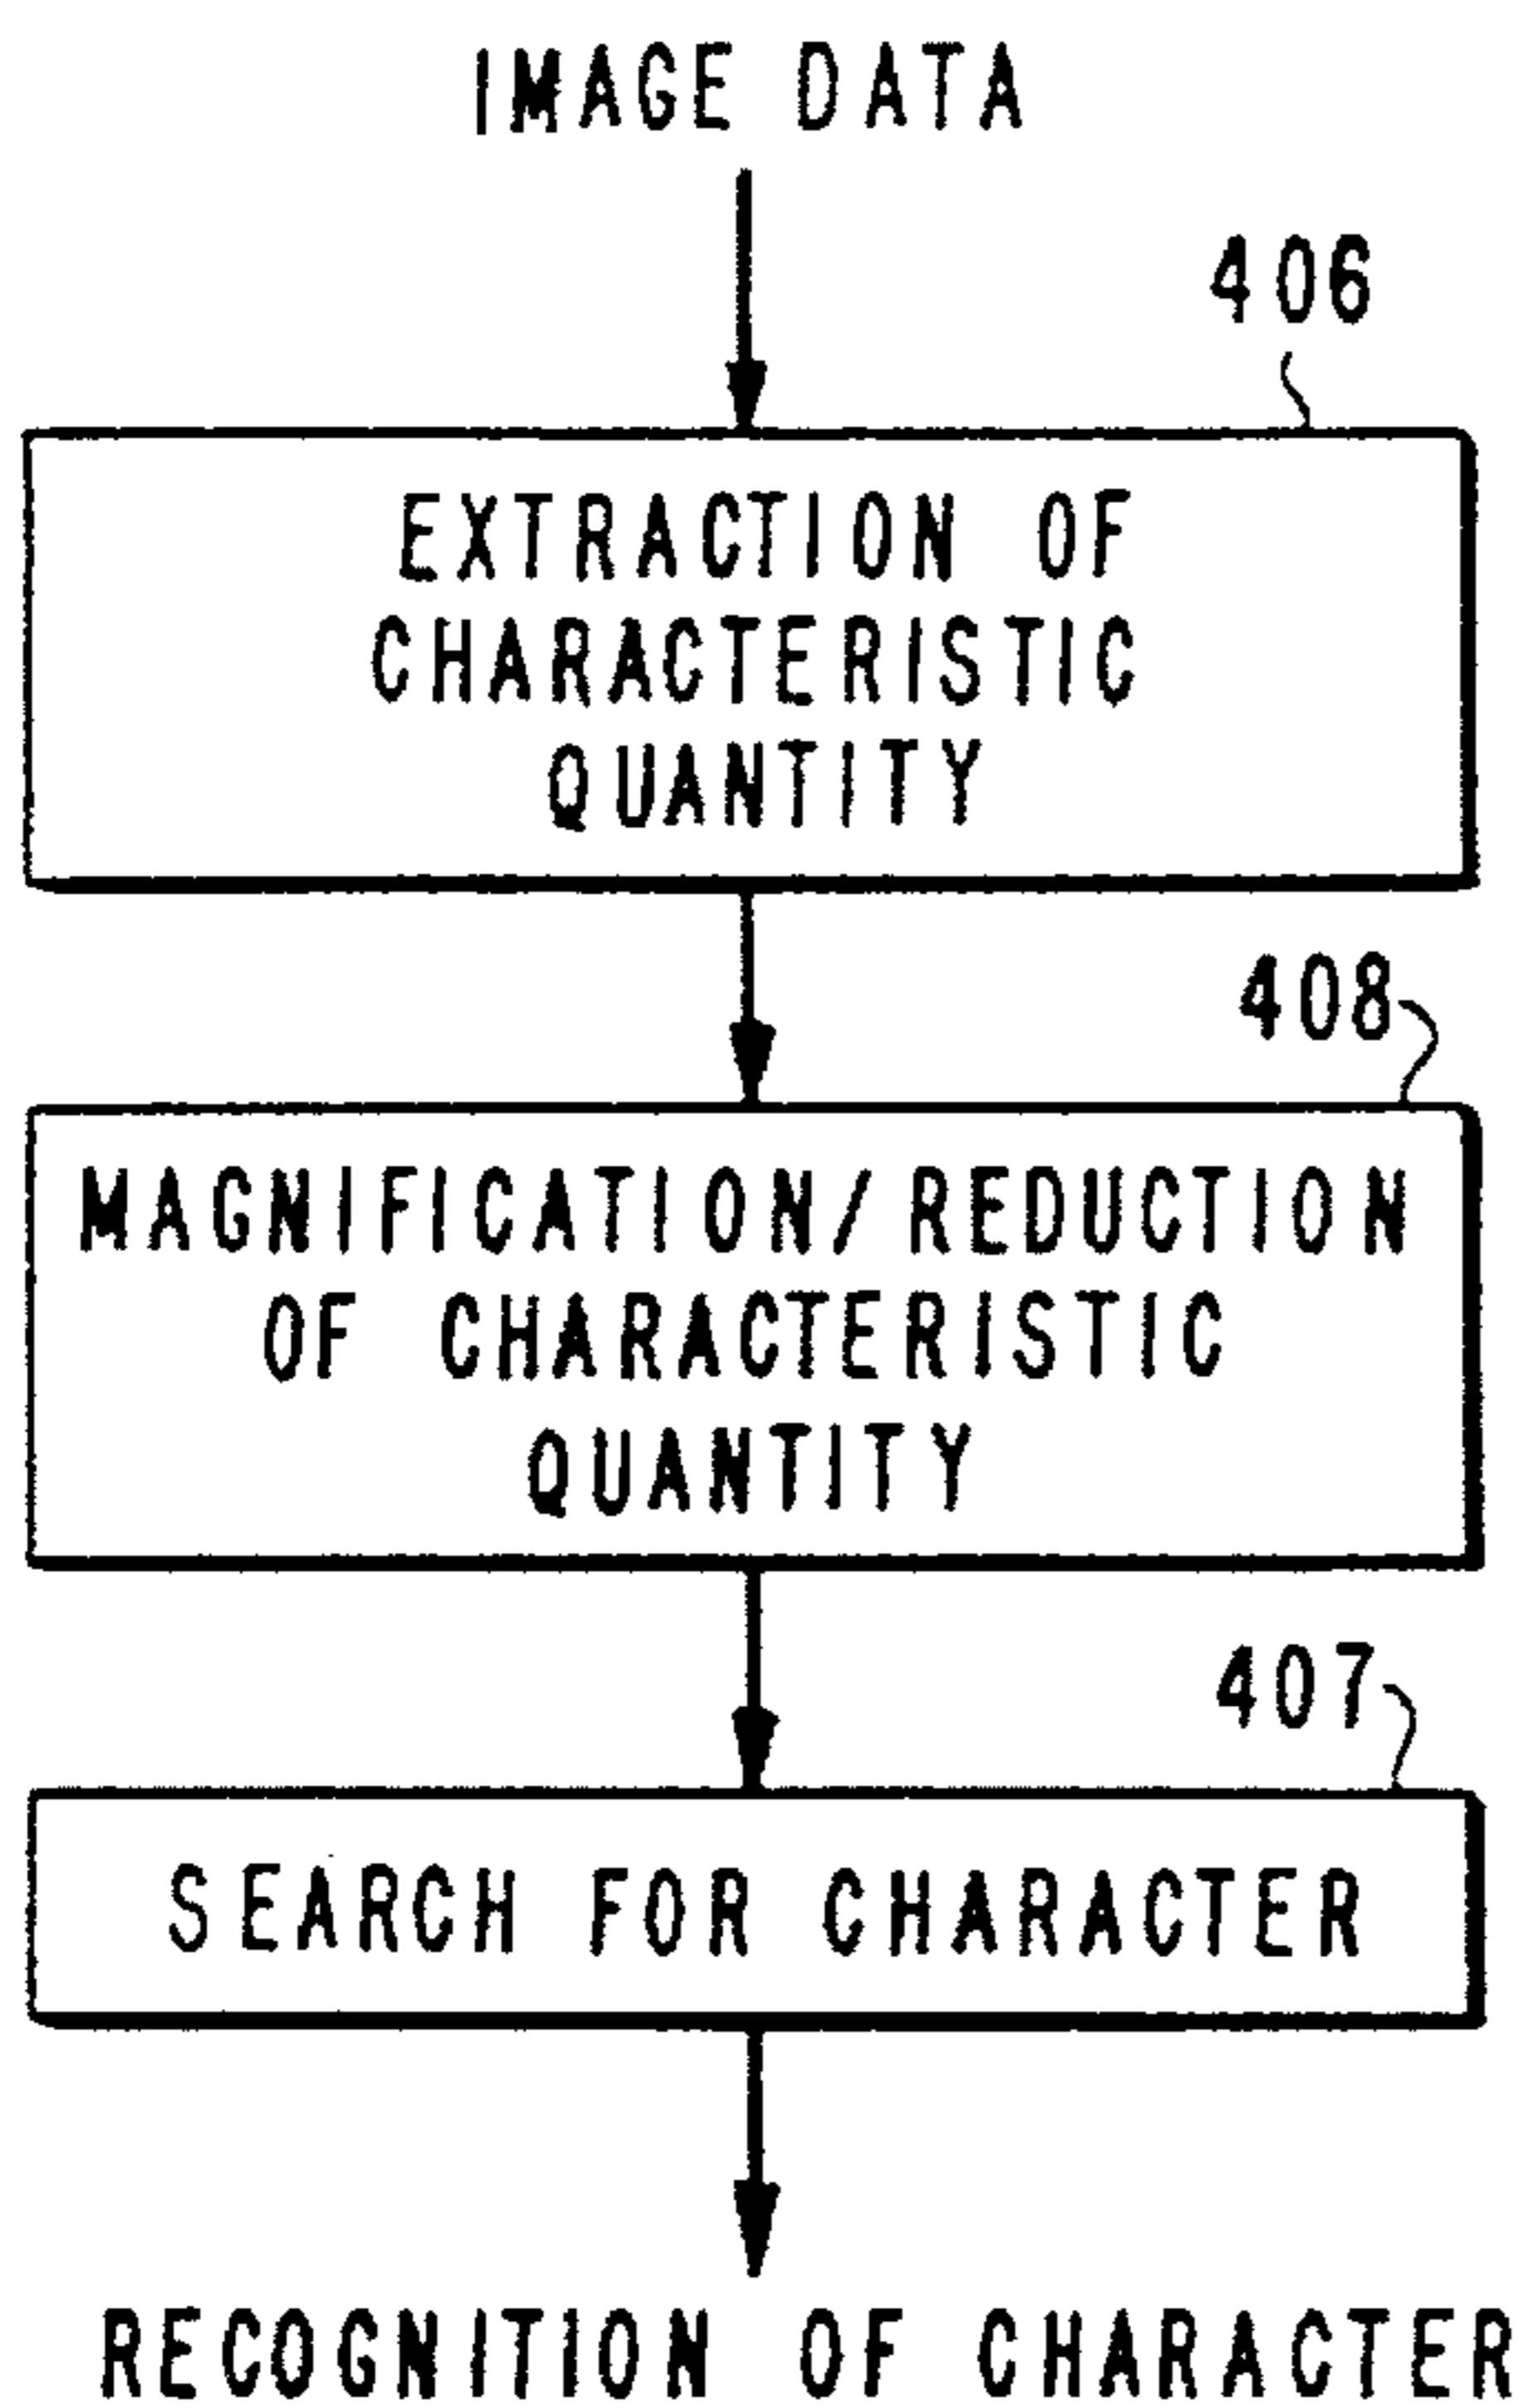 IMAGE DATA
406
EXTRACTION OF
CHARACTERISTIC
QUANTITY
408
MAGNIFICATION/REDUCTION
OF CHARACTERISTIC
QUANTITY
407
SEARCH FOR CHARACTER
RECOGNITION OF CHARACTER